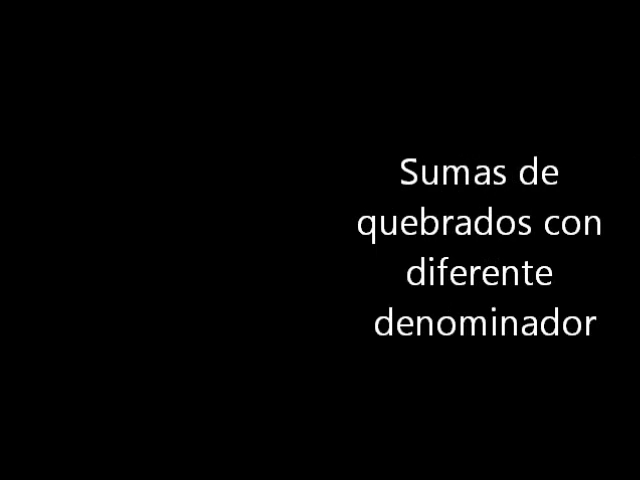 Sumas de
quebrados con
diferente
denominador